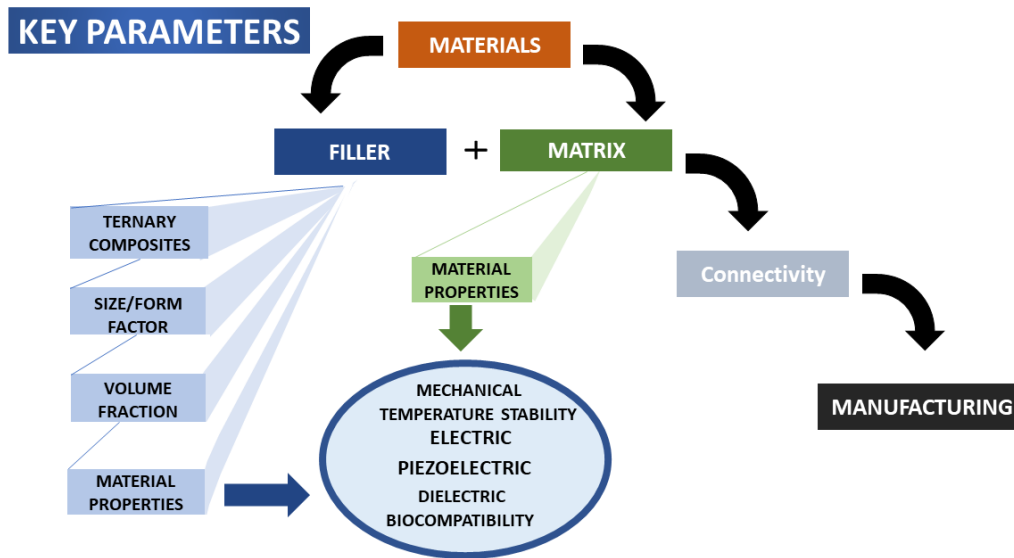 KEY PARAMETERS
MATERIALS
FILLER
+
MATRIX
TERNARY
COMPOSITES
SIZE/FORM
FACTOR
VOLUME
FRACTION
MATERIAL
PROPERTIES
MATERIAL
PROPERTIES
MECHANICAL
TEMPERATURE STABILITY
ELECTRIC
PIEZOELECTRIC
DIELECTRIC
BIOCOMPATIBILITY
Connectivity
MANUFACTURING